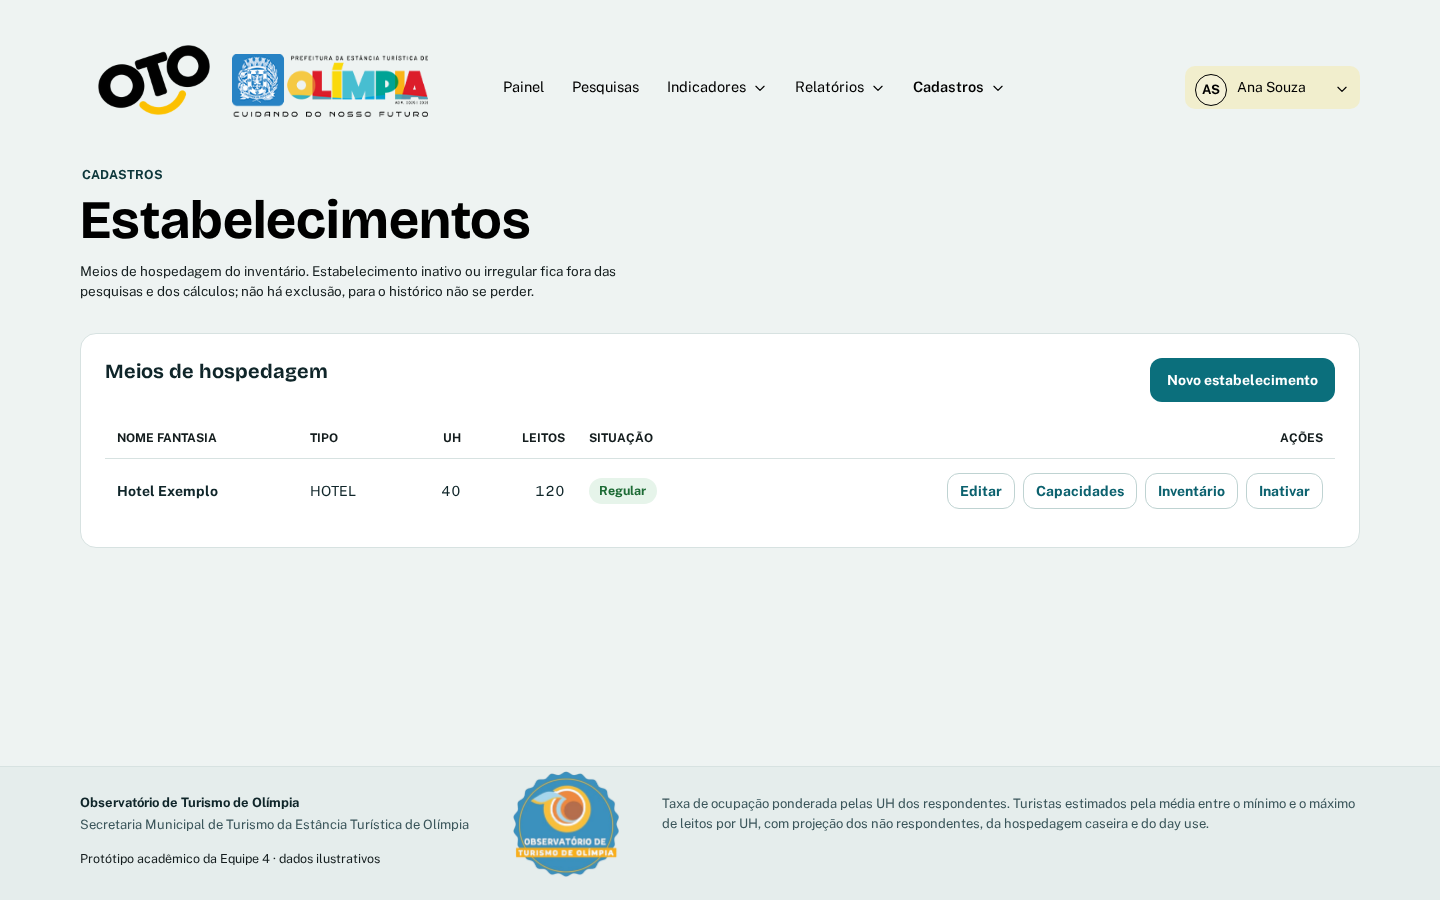 OTO
PREFEITURA DA ESTÂNCIA TURÍSTICA DE
OLÍMPIA
CUIDANDO DO NOSSO FUTURO
Painel
Pesquisas
Indicadores
Relatórios
Cadastros
AS
Ana Souza
CADASTROS
Estabelecimentos
Meios de hospedagem do inventário. Estabelecimento inativo ou irregular fica fora das
pesquisas e dos cálculos; não há exclusão, para o histórico não se perder.
Meios de hospedagem
Novo estabelecimento
NOME FANTASIA TIPO UH LEITOS SITUAÇÃO AÇÕES
Hotel Exemplo HOTEL 40 120 Regular Editar Capacidades Inventário Inativar
Observatório de Turismo de Olímpia
Secretaria Municipal de Turismo da Estância Turística de Olímpia
Protótipo acadêmico da Equipe 4 · dados ilustrativos
OBSERVATÓRIO DE
TURISMO DE OLÍMPIA
Taxa de ocupação ponderada pelas UH dos respondentes. Turistas estimados pela média entre o mínimo e o máximo
de leitos por UH, com projeção dos não respondentes, da hospedagem caseira e do day use.